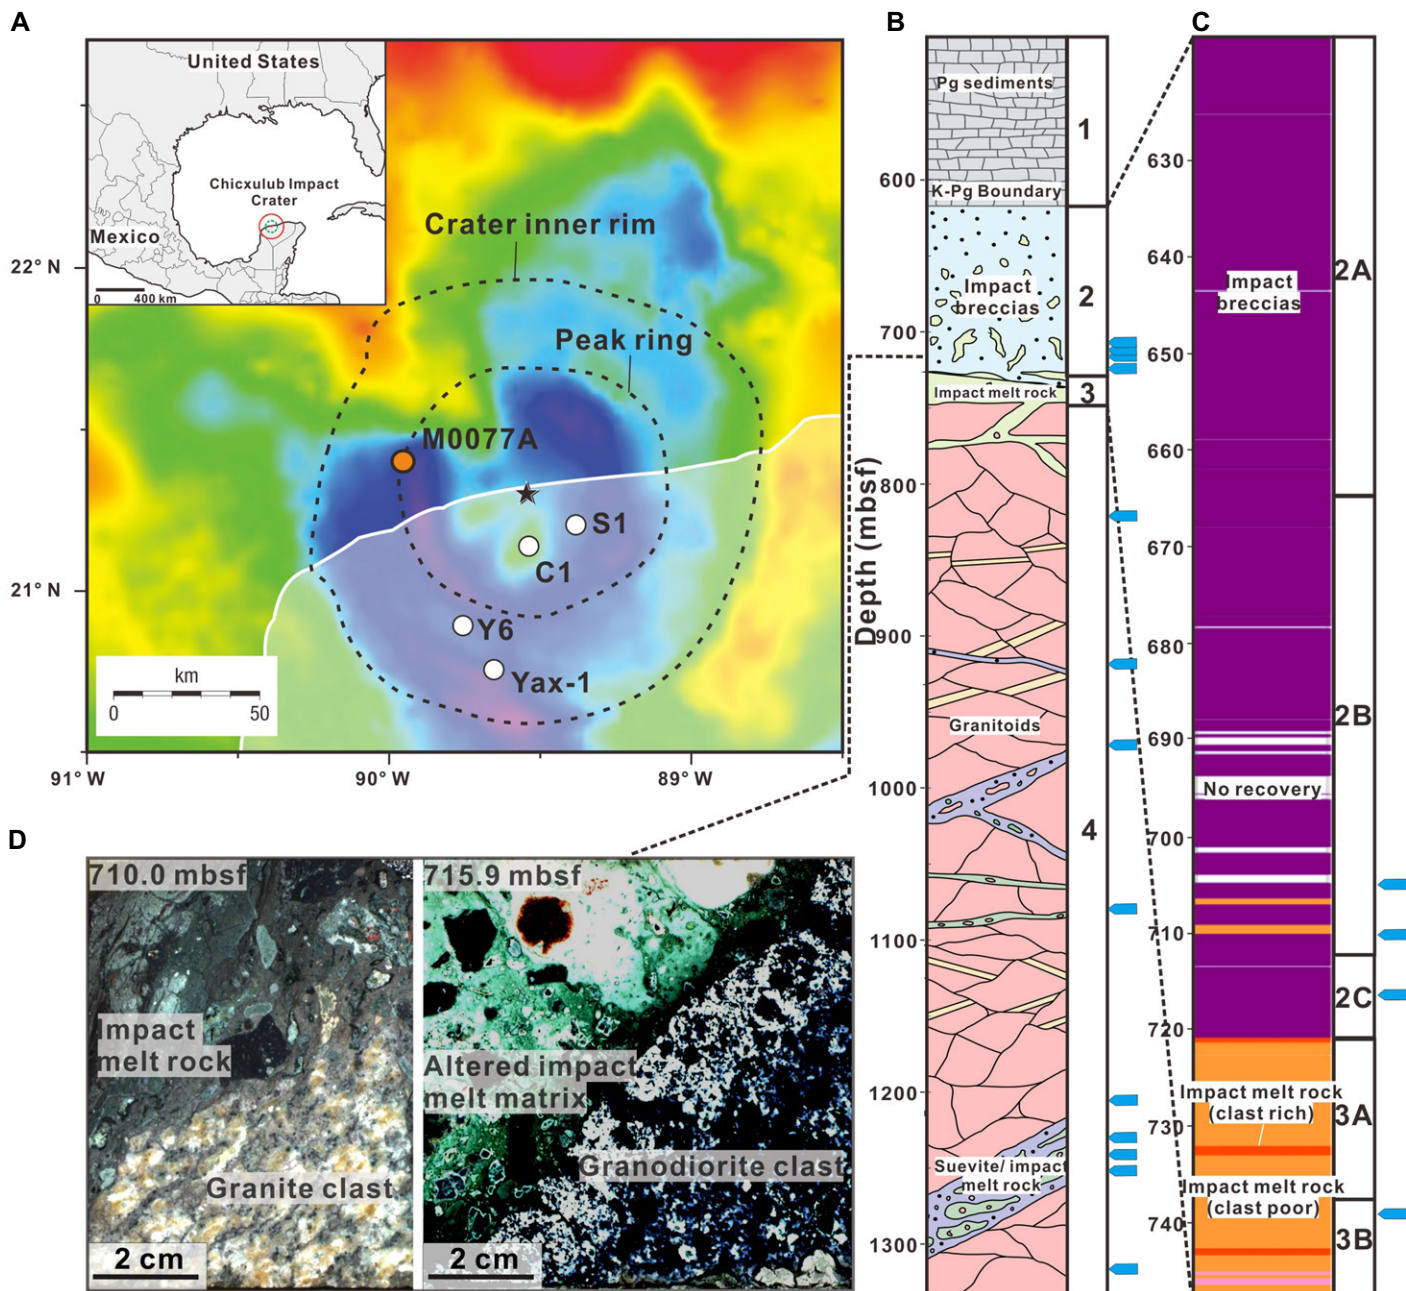 A
United States
Chicxulub Impact
Crater
Mexico
0 400 km
Crater inner rim
Peak ring
M0077A
S1
C1
Y6
Yax-1
km
0 50
22° N
21° N
91° W
90° W
89° W
B
Pg sediments
K-Pg Boundary
Impact
breccias
Impact melt rock
Granitoids
Suevite/ impact
melt rock
1
2
3
4
Depth (mbsf)
600
700
800
900
1000
1100
1200
1300
C
630
640
650
660
670
680
690
700
710
720
730
740
Impact
breccias
No recovery
Impact melt rock
(clast rich)
Impact melt rock
(clast poor)
2A
2B
2C
3A
3B
D
710.0 mbsf
Impact
melt rock
Granite clast
2 cm
715.9 mbsf
Altered impact
melt matrix
Granodiorite clast
2 cm